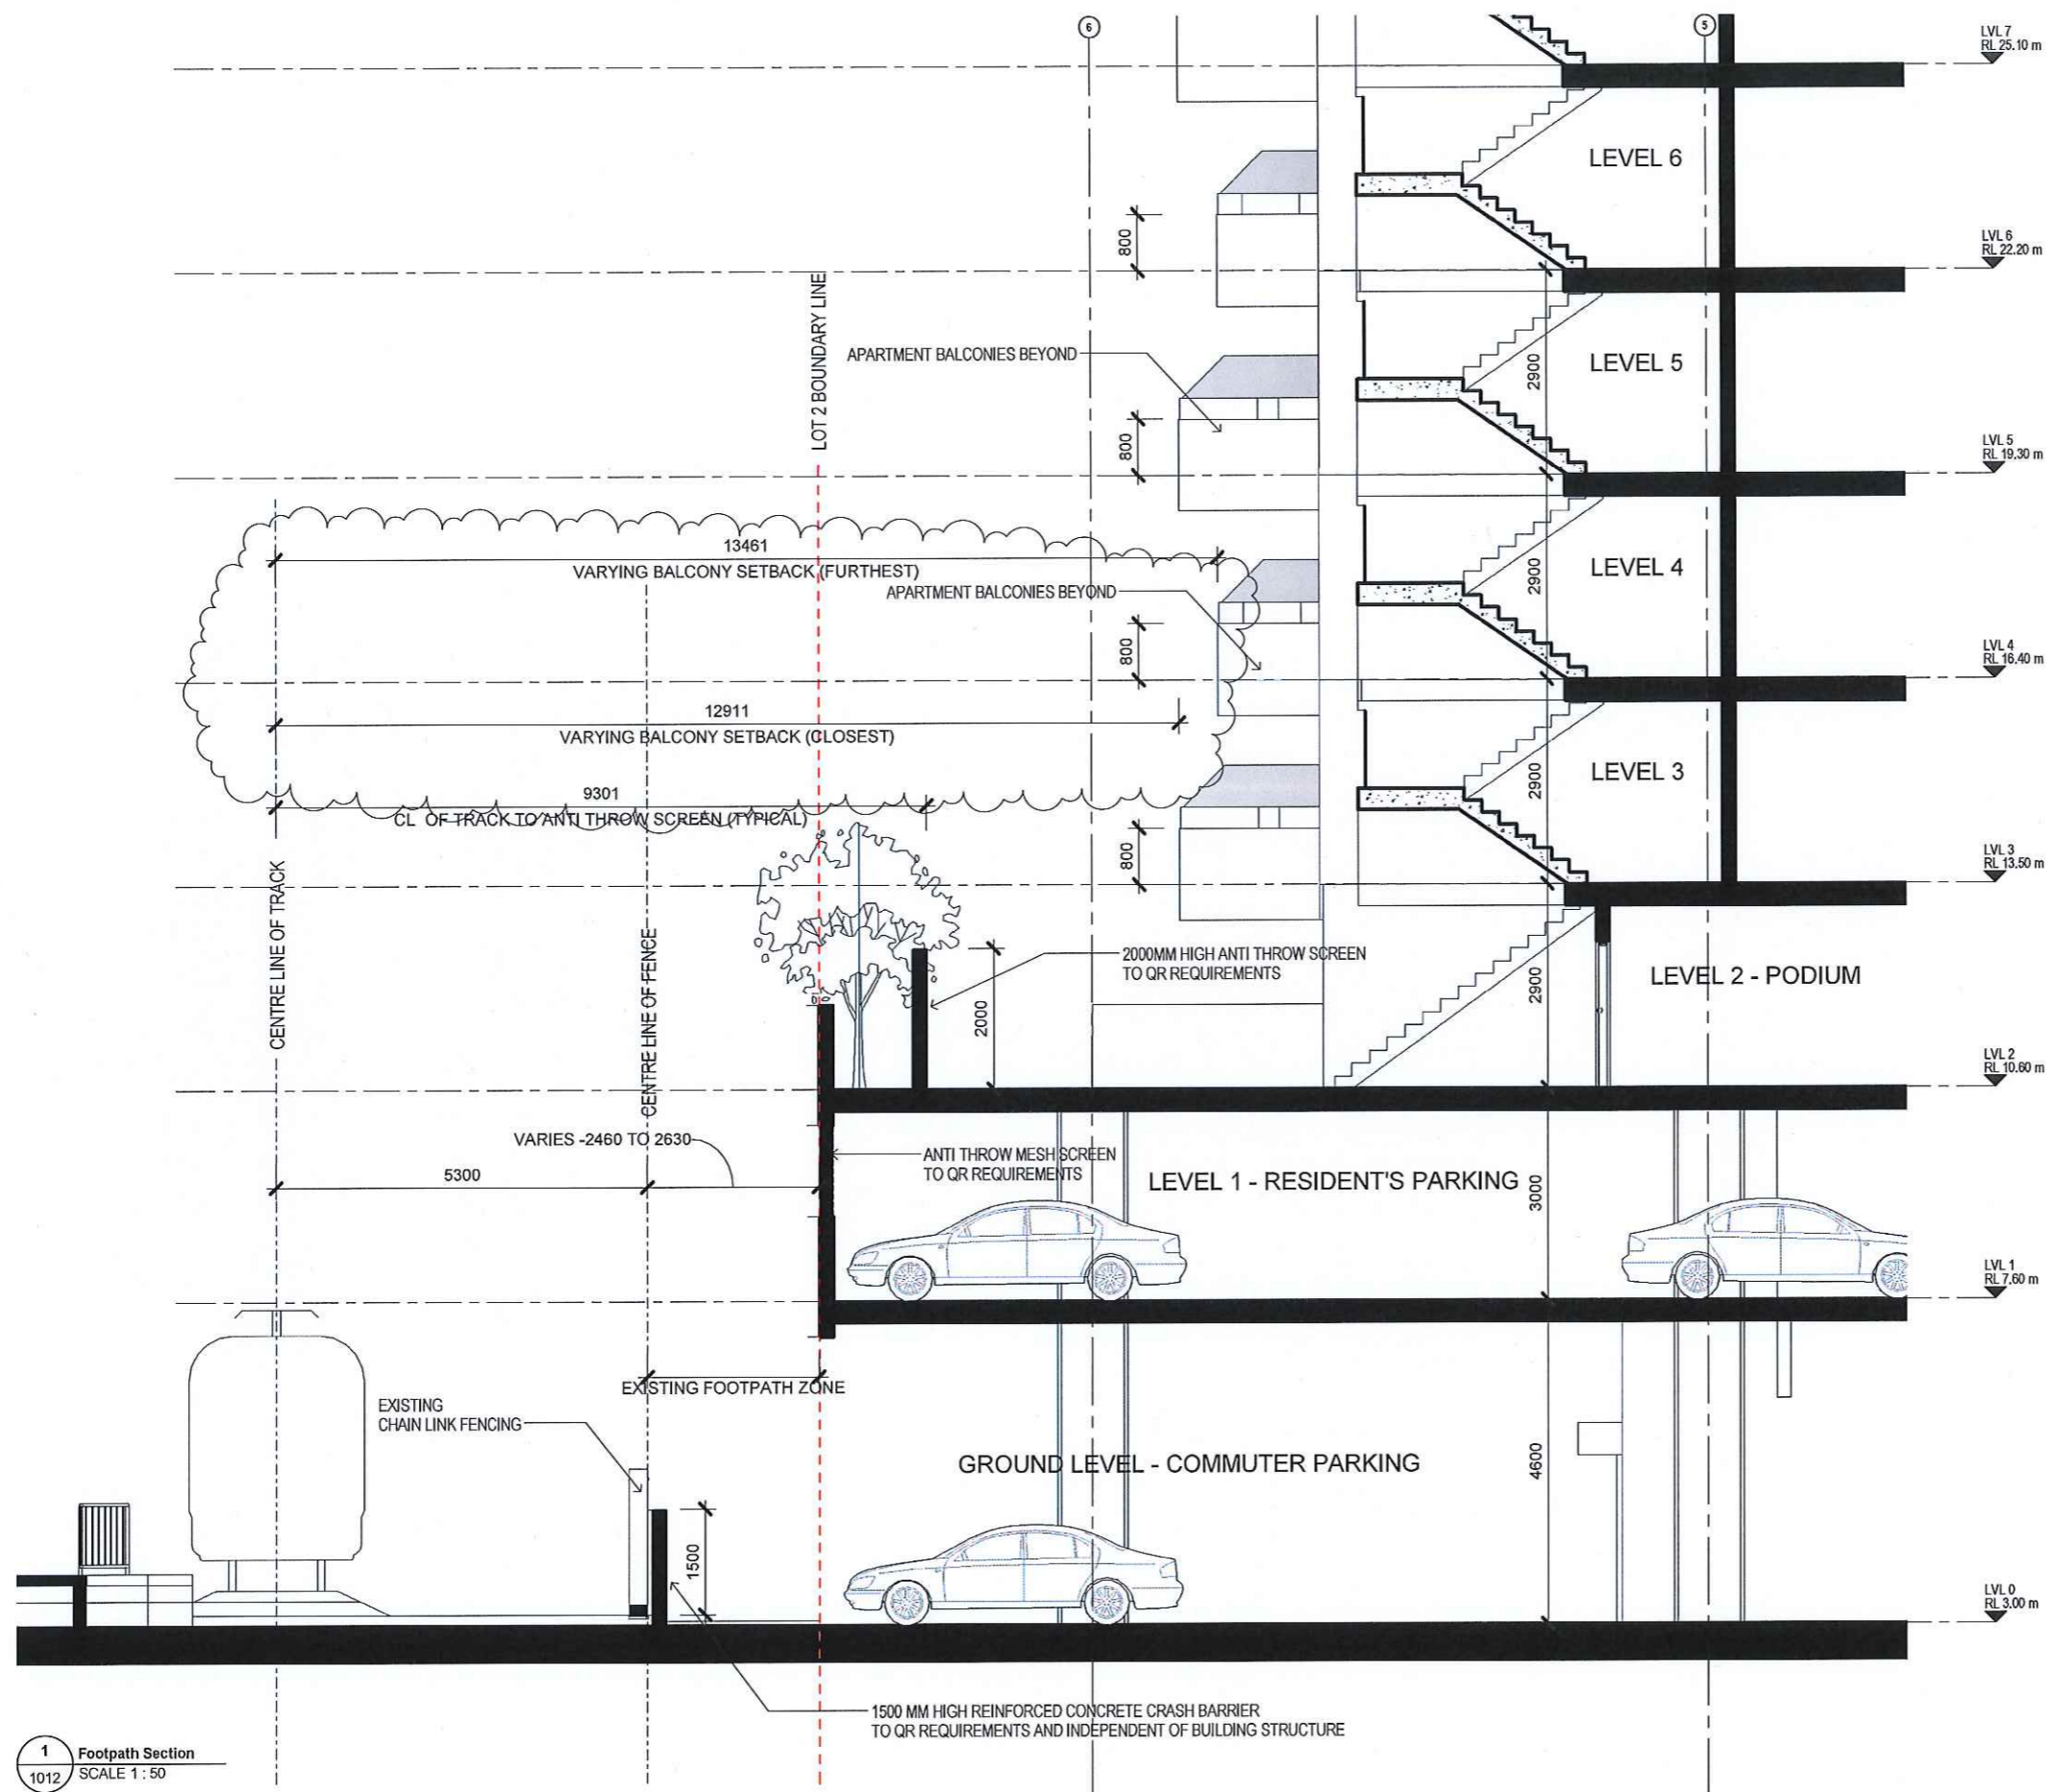 6
5
LVL 7
RL 25.10 m
LEVEL 6
800
LVL 6
RL 22.20 m
LOT 2 BOUNDARY LINE
APARTMENT BALCONIES BEYOND
2900
LEVEL 5
800
LVL 5
RL 19.30 m
13461
VARYING BALCONY SETBACK (FURTHEST)
APARTMENT BALCONIES BEYOND
2900
LEVEL 4
800
LVL 4
RL 16.40 m
12911
VARYING BALCONY SETBACK (CLOSEST)
2900
LEVEL 3
9301
CL OF TRACK TO ANTI THROW SCREEN (TYPICAL)
800
LVL 3
RL 13.50 m
CENTRE LINE OF TRACK
CENTRE LINE OF FENCE
2000MM HIGH ANTI THROW SCREEN
TO QR REQUIREMENTS
2000
2900
LEVEL 2 - PODIUM
LVL 2
RL 10.60 m
VARIES -2460 TO 2630
5300
ANTI THROW MESH SCREEN
TO QR REQUIREMENTS
LEVEL 1 - RESIDENT'S PARKING
3000
LVL 1
RL 7.60 m
EXISTING FOOTPATH ZONE
EXISTING
CHAIN LINK FENCING
GROUND LEVEL - COMMUTER PARKING
4600
1500
LVL 0
RL 3.00 m
1500 MM HIGH REINFORCED CONCRETE CRASH BARRIER
TO QR REQUIREMENTS AND INDEPENDENT OF BUILDING STRUCTURE
1
1012
Footpath Section
SCALE 1 : 50